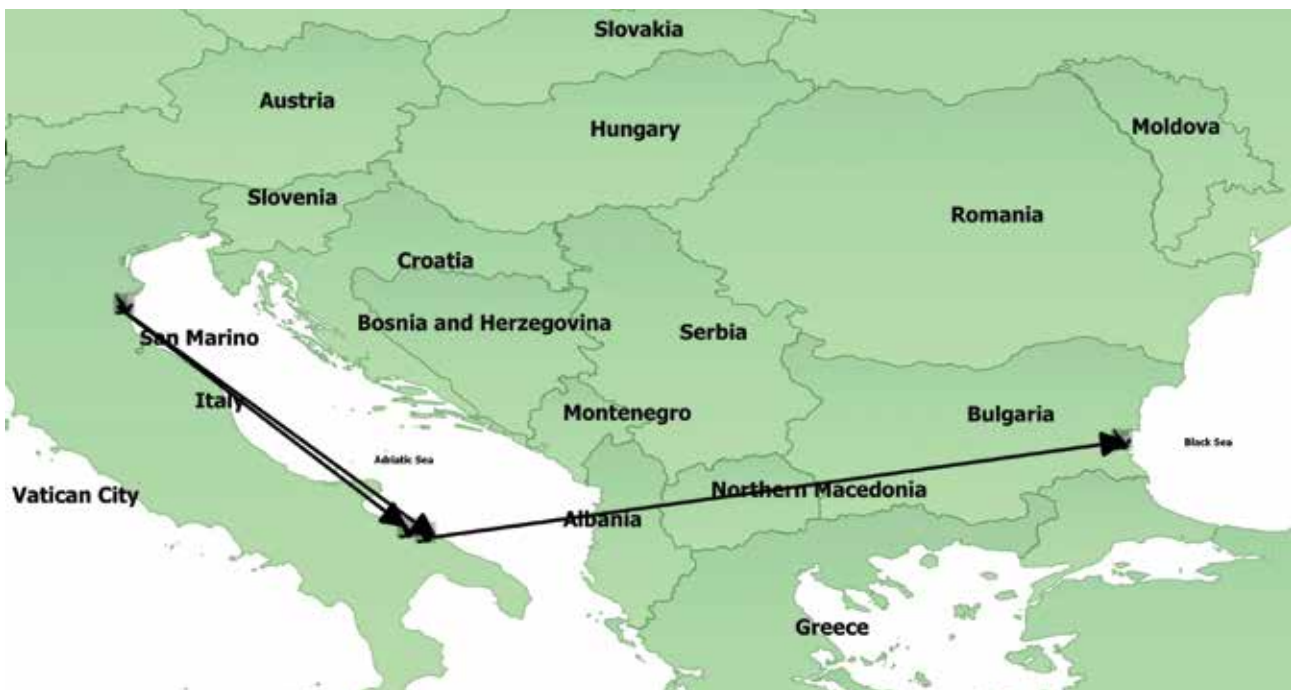 Slovakia
Austria
Hungary
Moldova
Slovenia
Romania
Croatia
Bosnia and Herzegovina
San Marino
Serbia
Italy
Montenegro
Bulgaria
Adriatic Sea
Black Sea
Vatican City
Northern Macedonia
Albania
Greece